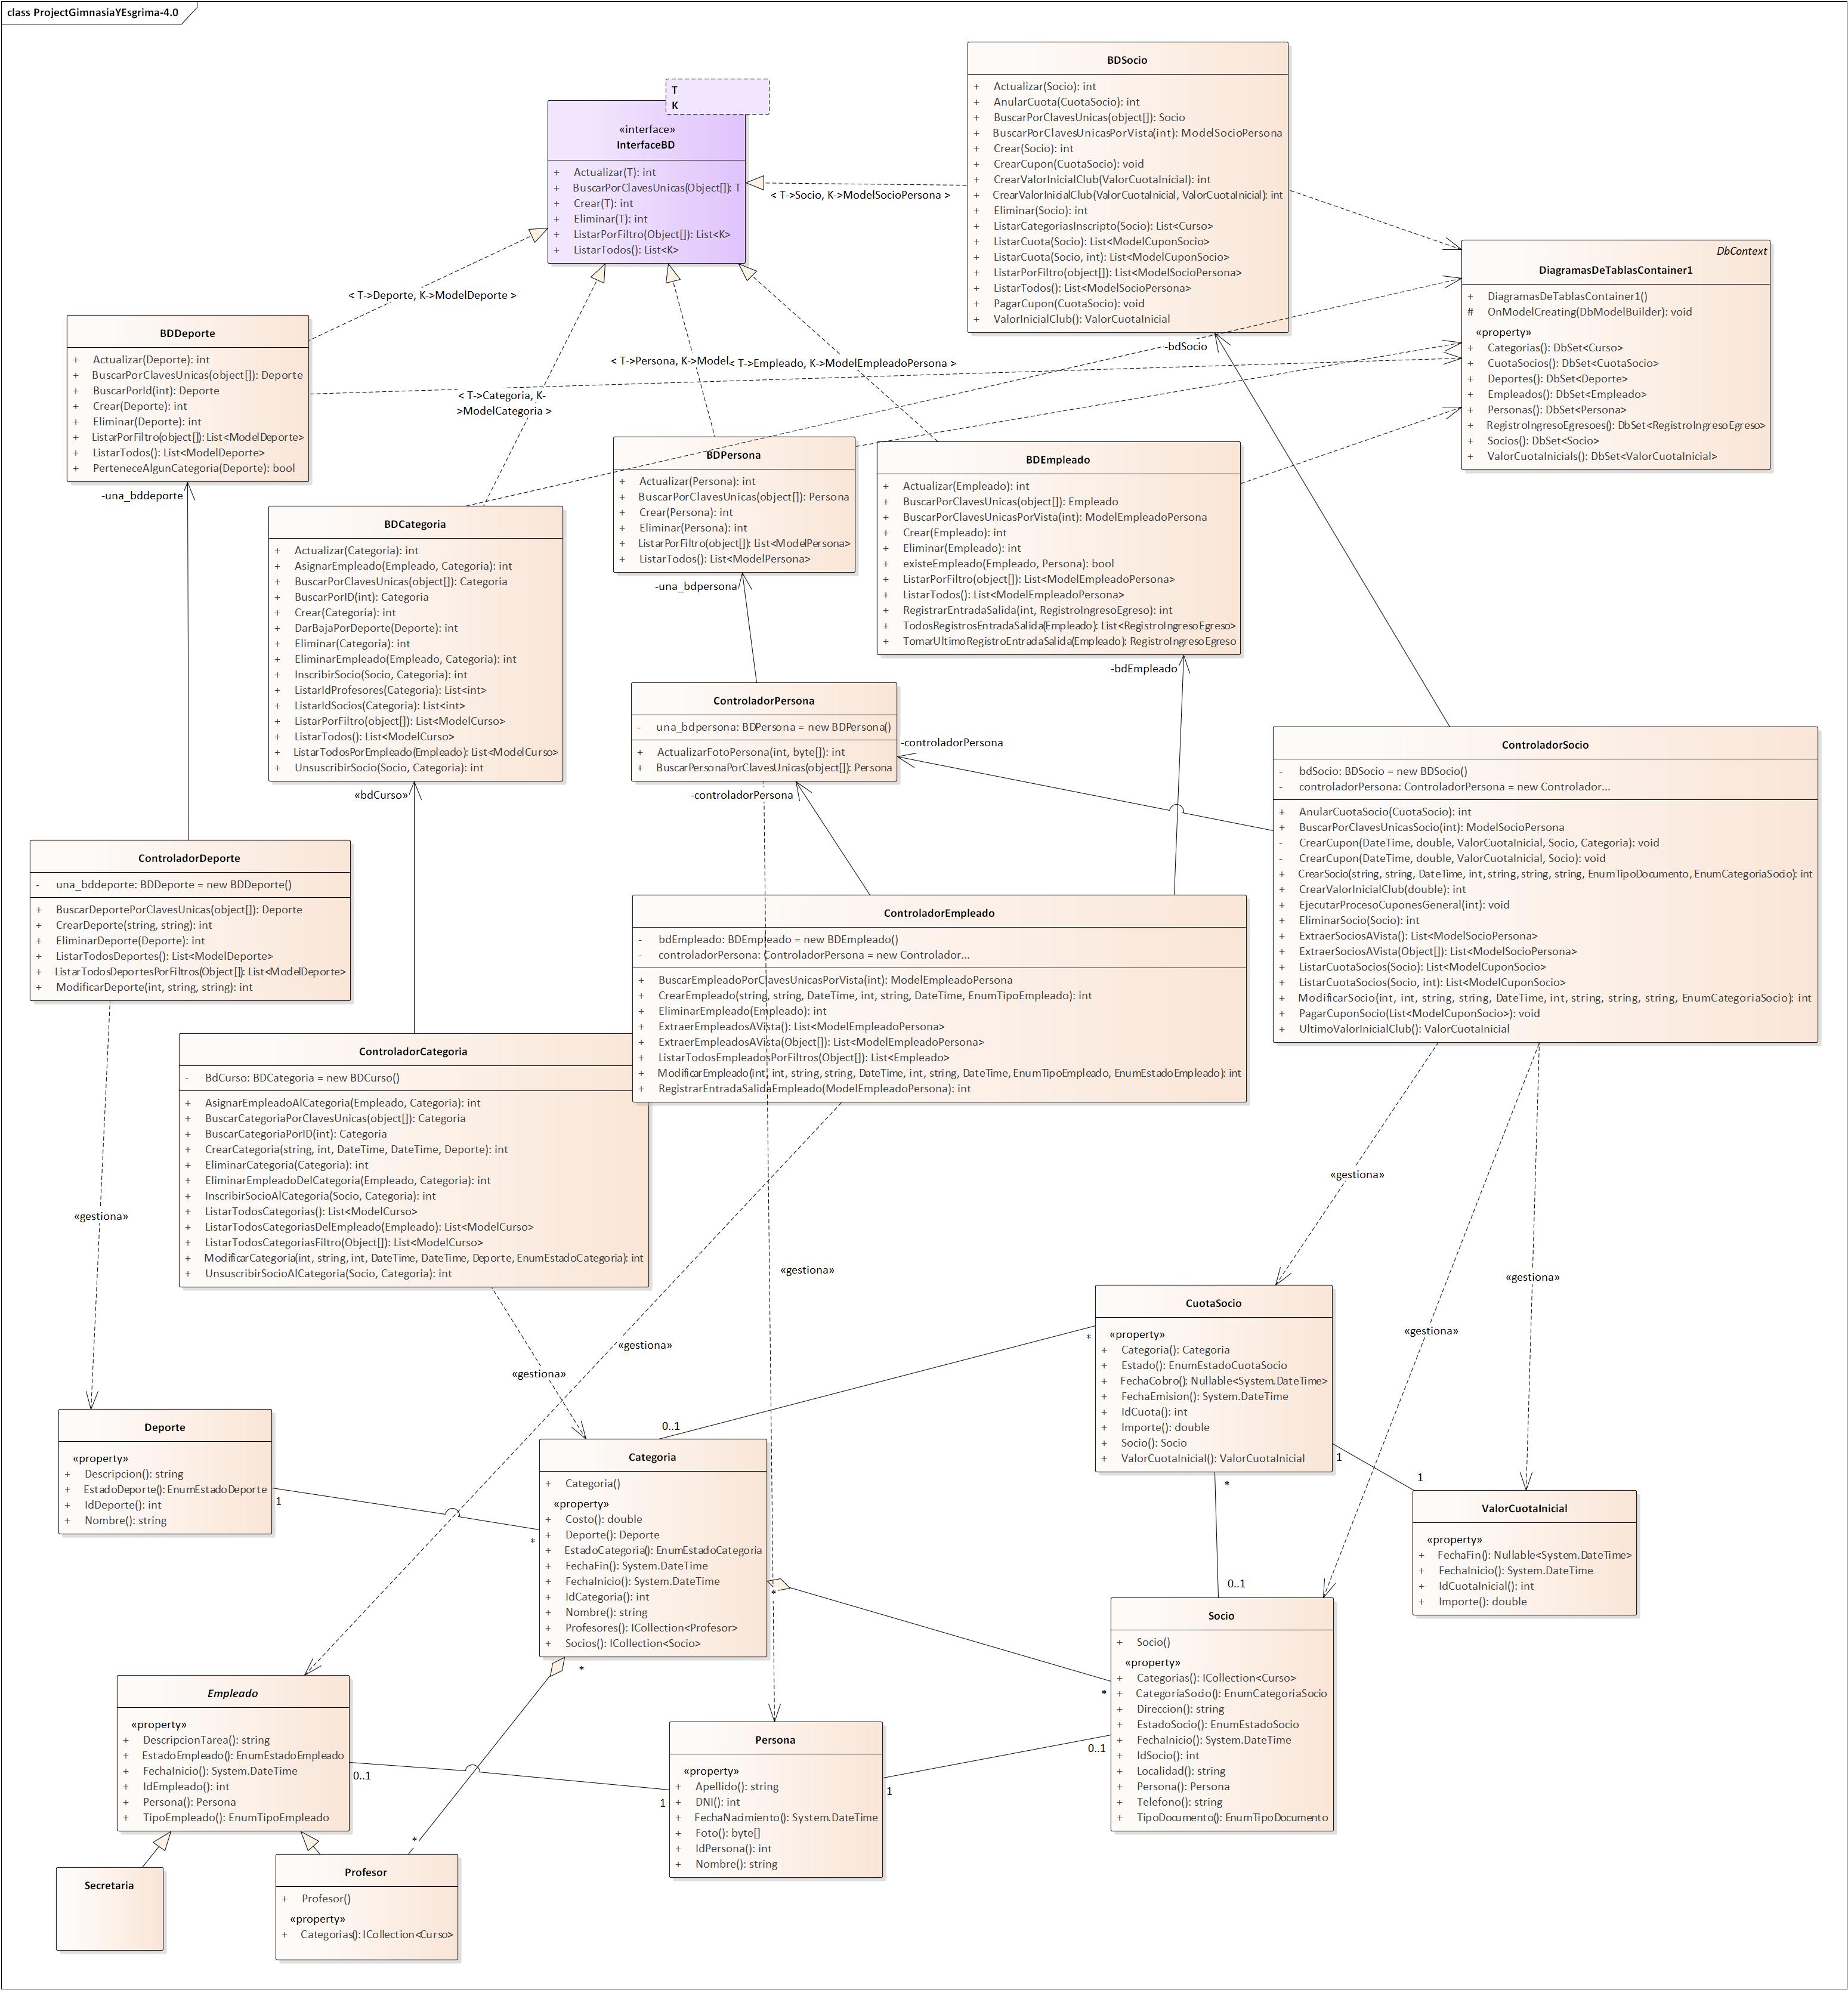 class ProjectGimnasiaYEsgrima-4.0
T
K
«interface»
InterfaceBD
+ Actualizar(T): int
+ BuscarPorClavesUnicas(Object[]): T
+ Crear(T): int
+ Eliminar(T): int
+ ListarPorFiltro(Object[]): List<K>
+ ListarTodos(): List<K>
BDSocio
+ Actualizar(Socio): int
+ AnularCuota(CuotaSocio): int
+ BuscarPorClavesUnicas(object[]): Socio
+ BuscarPorClavesUnicasPorVista(int): ModelSocioPersona
+ Crear(Socio): int
+ CrearCupon(CuotaSocio): void
+ CrearValorInicialClub(ValorCuotaInicial): int
+ CrearValorInicialClub(ValorCuotaInicial, ValorCuotaInicial): int
+ Eliminar(Socio): int
+ ListarCategoriasInscripto(Socio): List<Curso>
+ ListarCuota(Socio): List<ModelCuponSocio>
+ ListarCuota(Socio, int): List<ModelCuponSocio>
+ ListarPorFiltro(object[]): List<ModelSocioPersona>
+ ListarTodos(): List<ModelSocioPersona>
+ PagarCupon(CuotaSocio): void
+ ValorInicialClub(): ValorCuotaInicial
< T->Socio, K->ModelSocioPersona >
DbContext
DiagramasDeTablasContainer1
+ DiagramasDeTablasContainer1()
# OnModelCreating(DbModelBuilder): void
«property»
+ Categorias(): DbSet<Curso>
+ CuotaSocios(): DbSet<CuotaSocio>
+ Deportes(): DbSet<Deporte>
+ Empleados(): DbSet<Empleado>
+ Personas(): DbSet<Persona>
+ RegistroIngresoEgresoes(): DbSet<RegistroIngresoEgreso>
+ Socios(): DbSet<Socio>
+ ValorCuotaInicials(): DbSet<ValorCuotaInicial>
< T->Deporte, K->ModelDeporte >
BDDeporte
+ Actualizar(Deporte): int
+ BuscarPorClavesUnicas(object[]): Deporte
+ BuscarPorId(int): Deporte
+ Crear(Deporte): int
+ Eliminar(Deporte): int
+ ListarPorFiltro(object[]): List<ModelDeporte>
+ ListarTodos(): List<ModelDeporte>
+ PerteneceAlgunCategoria(Deporte): bool
-bdSocio
< T->Persona, K->Model
< T->Empleado, K->ModelEmpleadoPersona >
< T->Categoria, K-
>ModelCategoria >
-una_bddeporte
BDPersona
+ Actualizar(Persona): int
+ BuscarPorClavesUnicas(object[]): Persona
+ Crear(Persona): int
+ Eliminar(Persona): int
+ ListarPorFiltro(object[]): List<ModelPersona>
+ ListarTodos(): List<ModelPersona>
-una_bdpersona
BDEmpleado
+ Actualizar(Empleado): int
+ BuscarPorClavesUnicas(object[]): Empleado
+ BuscarPorClavesUnicasPorVista(int): ModelEmpleadoPersona
+ Crear(Empleado): int
+ Eliminar(Empleado): int
+ existeEmpleado(Empleado, Persona): bool
+ ListarPorFiltro(object[]): List<ModelEmpleadoPersona>
+ ListarTodos(): List<ModelEmpleadoPersona>
+ RegistrarEntradaSalida(int, RegistroIngresoEgreso): int
+ TodosRegistrosEntradaSalida(Empleado): List<RegistroIngresoEgreso>
+ TomarUltimoRegistroEntradaSalida(Empleado): RegistroIngresoEgreso
-bdEmpleado
BDCategoria
+ Actualizar(Categoria): int
+ AsignarEmpleado(Empleado, Categoria): int
+ BuscarPorClavesUnicas(object[]): Categoria
+ BuscarPorID(int): Categoria
+ Crear(Categoria): int
+ DarBajaPorDeporte(Deporte): int
+ Eliminar(Categoria): int
+ EliminarEmpleado(Empleado, Categoria): int
+ InscribirSocio(Socio, Categoria): int
+ ListarIdProfesores(Categoria): List<int>
+ ListarIdSocios(Categoria): List<int>
+ ListarPorFiltro(object[]): List<ModelCurso>
+ ListarTodos(): List<ModelCurso>
+ ListarTodosPorEmpleado(Empleado): List<ModelCurso>
+ UnsuscribirSocio(Socio, Categoria): int
«bdCurso»
ControladorPersona
- una_bdpersona: BDPersona = new BDPersona()
+ ActualizarFotoPersona(int, byte[]): int
+ BuscarPersonaPorClavesUnicas(object[]): Persona
-controladorPersona
-controladorPersona
ControladorSocio
- bdSocio: BDSocio = new BDSocio()
- controladorPersona: ControladorPersona = new Controlador...
+ AnularCuotaSocio(CuotaSocio): int
+ BuscarPorClavesUnicasSocio(int): ModelSocioPersona
- CrearCupon(DateTime, double, ValorCuotaInicial, Socio, Categoria): void
- CrearCupon(DateTime, double, ValorCuotaInicial, Socio): void
+ CrearSocio(string, string, DateTime, int, string, string, string, EnumTipoDocumento, EnumCategoriaSocio): int
+ CrearValorInicialClub(double): int
+ EjecutarProcesoCuponesGeneral(int): void
+ EliminarSocio(Socio): int
+ ExtraerSociosAVista(): List<ModelSocioPersona>
+ ExtraerSociosAVista(Object[]): List<ModelSocioPersona>
+ ListarCuotaSocios(Socio): List<ModelCuponSocio>
+ ListarCuotaSocios(Socio, int): List<ModelCuponSocio>
+ ModificarSocio(int, int, string, string, DateTime, int, string, string, string, EnumCategoriaSocio): int
+ PagarCuponSocio(List<ModelCuponSocio>): void
+ UltimoValorInicialClub(): ValorCuotaInicial
ControladorDeporte
- una_bddeporte: BDDeporte = new BDDeporte()
+ BuscarDeportePorClavesUnicas(object[]): Deporte
+ CrearDeporte(string, string): int
+ EliminarDeporte(Deporte): int
+ ListarTodosDeportes(): List<ModelDeporte>
+ ListarTodosDeportesPorFiltros(Object[]): List<ModelDeporte>
+ ModificarDeporte(int, string, string): int
ControladorEmpleado
- bdEmpleado: BDEmpleado = new BDEmpleado()
- controladorPersona: ControladorPersona = new Controlador...
+ BuscarEmpleadoPorClavesUnicasPorVista(int): ModelEmpleadoPersona
+ CrearEmpleado(string, string, DateTime, int, string, DateTime, EnumTipoEmpleado): int
+ EliminarEmpleado(Empleado): int
+ ExtraerEmpleadosAVista(): List<ModelEmpleadoPersona>
+ ExtraerEmpleadosAVista(Object[]): List<ModelEmpleadoPersona>
+ ListarTodosEmpleadosPorFiltros(Object[]): List<Empleado>
+ ModificarEmpleado(int, int, string, string, DateTime, int, string, DateTime, EnumTipoEmpleado, EnumEstadoEmpleado): int
+ RegistrarEntradaSalidaEmpleado(ModelEmpleadoPersona): int
ControladorCategoria
- BdCurso: BDCategoria = new BDCurso()
+ AsignarEmpleadoAlCategoria(Empleado, Categoria): int
+ BuscarCategoriaPorClavesUnicas(object[]): Categoria
+ BuscarCategoriaPorID(int): Categoria
+ CrearCategoria(string, int, DateTime, DateTime, Deporte): int
+ EliminarCategoria(Categoria): int
+ EliminarEmpleadoDelCategoria(Empleado, Categoria): int
+ InscribirSocioAlCategoria(Socio, Categoria): int
+ ListarTodosCategorias(): List<ModelCurso>
+ ListarTodosCategoriasDelEmpleado(Empleado): List<ModelCurso>
+ ListarTodosCategoriasFiltro(Object[]): List<ModelCurso>
+ ModificarCategoria(int, string, int, DateTime, DateTime, Deporte, EnumEstadoCategoria): int
+ UnsuscribirSocioAlCategoria(Socio, Categoria): int
«gestiona»
«gestiona»
«gestiona»
«gestiona»
«gestiona»
«gestiona»
«gestiona»
CuotaSocio
«property»
+ Categoria(): Categoria
+ Estado(): EnumEstadoCuotaSocio
+ FechaCobro(): Nullable<System.DateTime>
+ FechaEmision(): System.DateTime
+ IdCuota(): int
+ Importe(): double
+ Socio(): Socio
+ ValorCuotaInicial(): ValorCuotaInicial
*
0..1
1
1
*
0..1
Deporte
«property»
+ Descripcion(): string
+ EstadoDeporte(): EnumEstadoDeporte
+ IdDeporte(): int
+ Nombre(): string
1
*
Categoria
+ Categoria()
«property»
+ Costo(): double
+ Deporte(): Deporte
+ EstadoCategoria(): EnumEstadoCategoria
+ FechaFin(): System.DateTime
+ FechaInicio(): System.DateTime
+ IdCategoria(): int
+ Nombre(): string
+ Profesores(): ICollection<Profesor>
+ Socios(): ICollection<Socio>
*
*
*
*
ValorCuotaInicial
«property»
+ FechaFin(): Nullable<System.DateTime>
+ FechaInicio(): System.DateTime
+ IdCuotaInicial(): int
+ Importe(): double
Socio
+ Socio()
«property»
+ Categorias(): ICollection<Curso>
+ CategoriaSocio(): EnumCategoriaSocio
+ Direccion(): string
+ EstadoSocio(): EnumEstadoSocio
+ FechaInicio(): System.DateTime
+ IdSocio(): int
+ Localidad(): string
+ Persona(): Persona
+ Telefono(): string
+ TipoDocumento(): EnumTipoDocumento
Empleado
«property»
+ DescripcionTarea(): string
+ EstadoEmpleado(): EnumEstadoEmpleado
+ FechaInicio(): System.DateTime
+ IdEmpleado(): int
+ Persona(): Persona
+ TipoEmpleado(): EnumTipoEmpleado
0..1
1
Persona
«property»
+ Apellido(): string
+ DNI(): int
+ FechaNacimiento(): System.DateTime
+ Foto(): byte[]
+ IdPersona(): int
+ Nombre(): string
1
0..1
Secretaria
Profesor
+ Profesor()
«property»
+ Categorias(): ICollection<Curso>